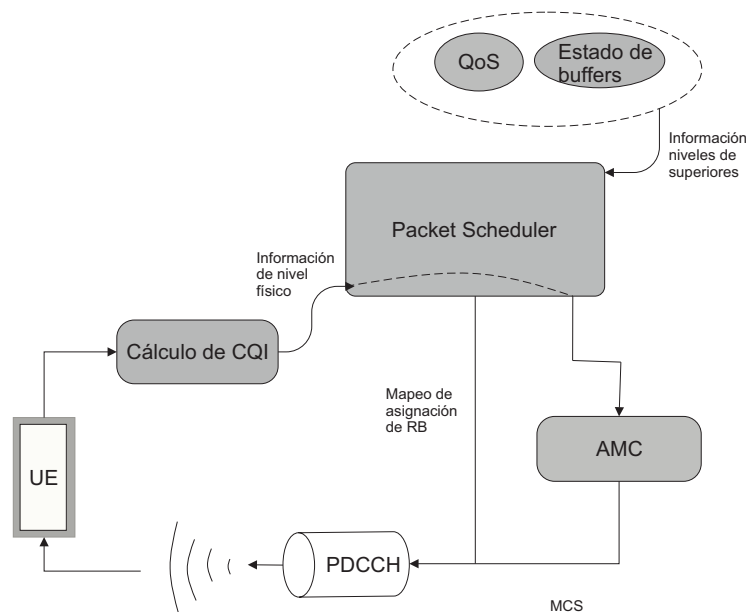 QoS
Estado de
buffers
Información
niveles de
superiores
Packet Scheduler
Información
de nivel
físico
Cálculo de CQI
Mapeo de
asignación
de RB
AMC
UE
PDCCH
MCS